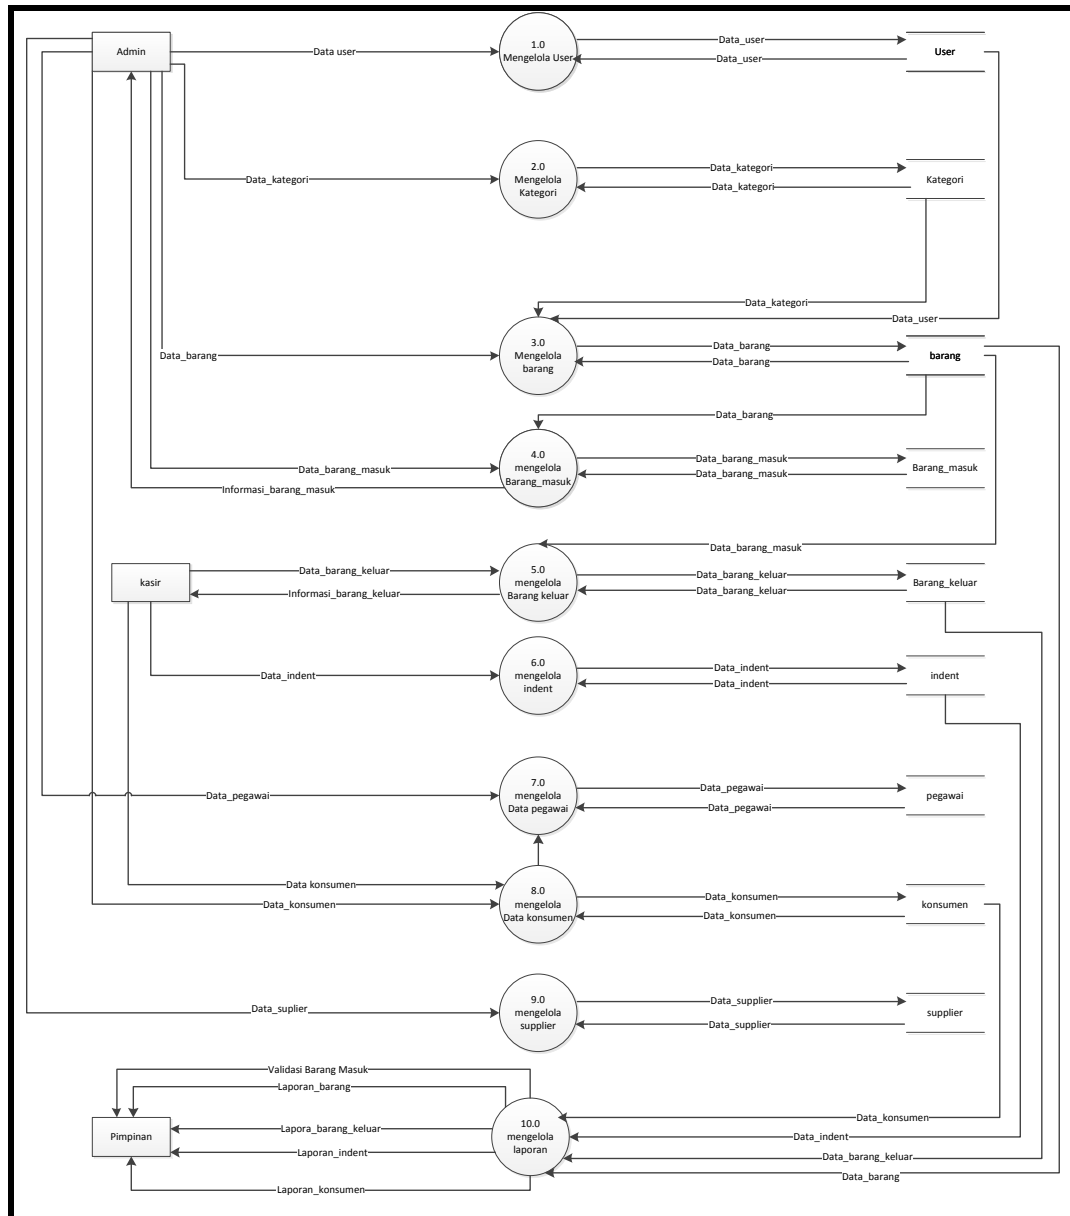 Admin
Data user
1.0
Mengelola User
Data_user
Data_user
User
Data_kategori
2.0
Mengelola
Kategori
Data_kategori
Data_kategori
Kategori
Data_kategori
Data_user
Data_barang
3.0
Mengelola
barang
Data_barang
Data_barang
barang
Data_barang
Data_barang_masuk
Informasi_barang_masuk
4.0
mengelola
Barang_masuk
Data_barang_masuk
Data_barang_masuk
Barang_masuk
Data_barang_masuk
kasir
Data_barang_keluar
Informasi_barang_keluar
5.0
mengelola
Barang keluar
Data_barang_keluar
Data_barang_keluar
Barang_keluar
Data_indent
6.0
mengelola
indent
Data_indent
Data_indent
indent
Data_pegawai
7.0
mengelola
Data pegawai
Data_pegawai
Data_pegawai
pegawai
Data konsumen
Data_konsumen
8.0
mengelola
Data konsumen
Data_konsumen
Data_konsumen
konsumen
Data_suplier
9.0
mengelola
supplier
Data_supplier
Data_supplier
supplier
Validasi Barang Masuk
Laporan_barang
Lapora_barang_keluar
Laporan_indent
Laporan_konsumen
Pimpinan
10.0
mengelola
laporan
Data_konsumen
Data_indent
Data_barang_keluar
Data_barang